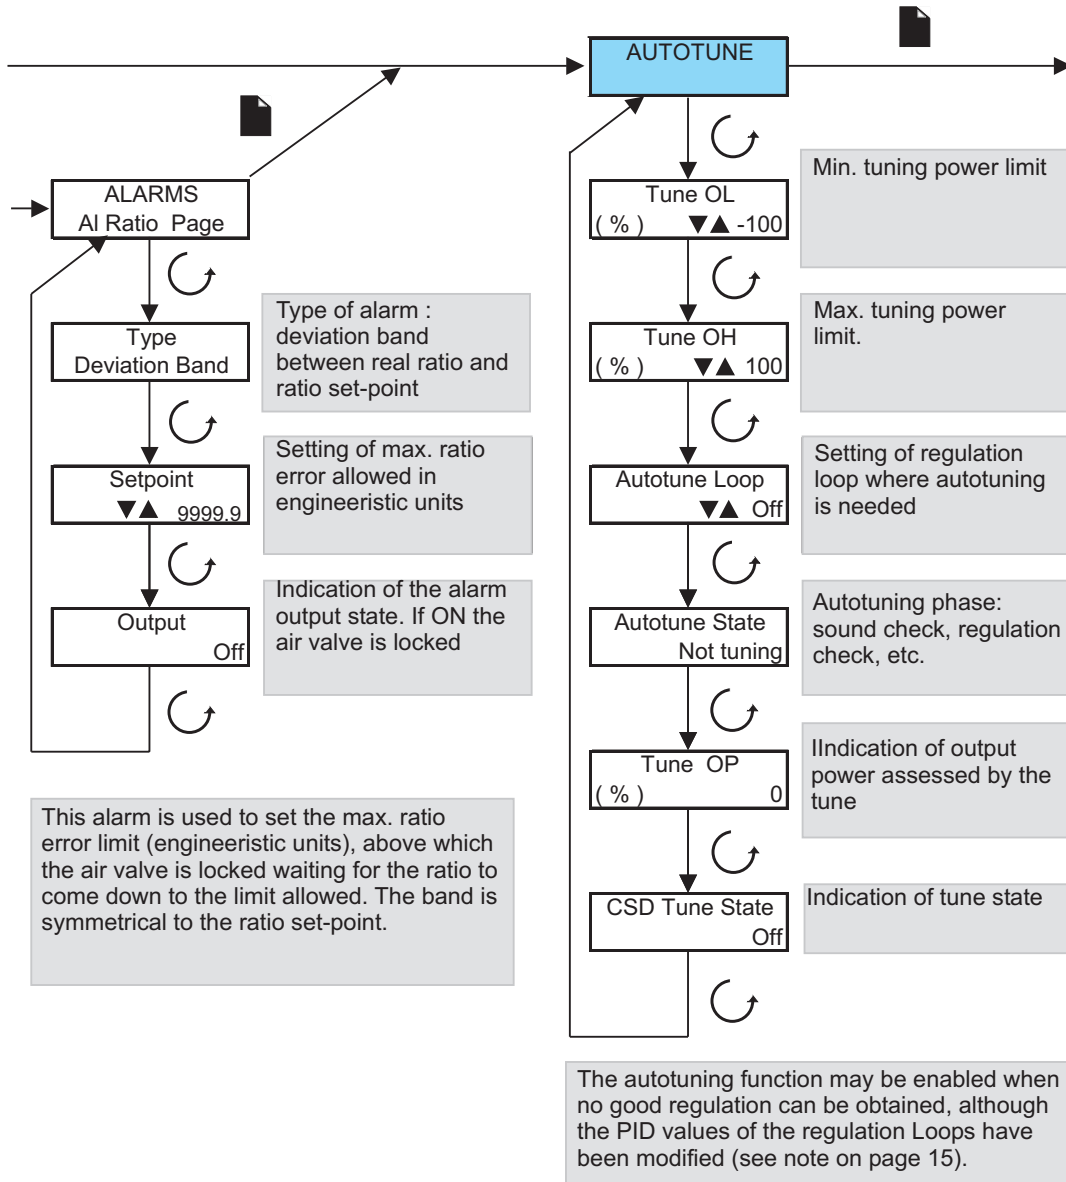 AUTOTUNE
ALARMS
Al Ratio Page
Type
Deviation Band
Type of alarm :
deviation band
between real ratio and
ratio set-point
Setpoint
▼▲ 9999.9
Setting of max. ratio
error allowed in
engineeristic units
Output
Off
Indication of the alarm
output state. If ON the
air valve is locked
This alarm is used to set the max. ratio
error limit (engineeristic units), above which
the air valve is locked waiting for the ratio to
come down to the limit allowed. The band is
symmetrical to the ratio set-point.
Tune OL
( % ) ▼▲ -100
Min. tuning power limit
Tune OH
( % ) ▼▲ 100
Max. tuning power
limit.
Autotune Loop
▼▲ Off
Setting of regulation
loop where autotuning
is needed
Autotune State
Not tuning
Autotuning phase:
sound check, regulation
check, etc.
Tune OP
( % ) 0
IIndication of output
power assessed by the
tune
CSD Tune State
Off
Indication of tune state
The autotuning function may be enabled when
no good regulation can be obtained, although
the PID values of the regulation Loops have
been modified (see note on page 15).